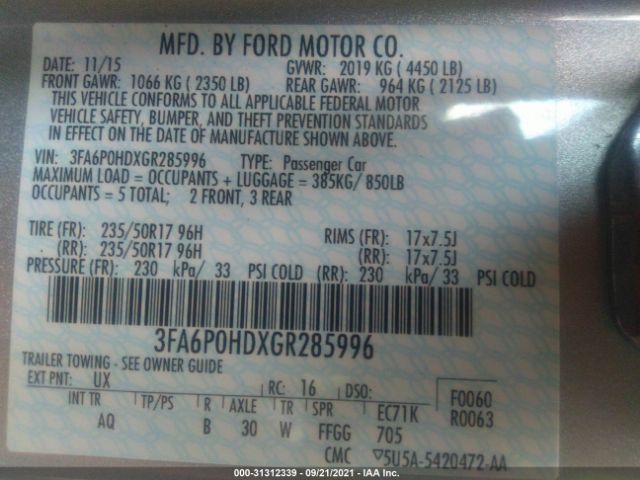 MFD. BY FORD MOTOR CO.
DATE: 11/15 GVWR: 2019 KG ( 4450 LB)
FRONT GAWR: 1066 KG ( 2350 LB) REAR GAWR: 964 KG ( 2125 LB)
THIS VEHICLE CONFORMS TO ALL APPLICABLE FEDERAL MOTOR
VEHICLE SAFETY, BUMPER, AND THEFT PREVENTION STANDARDS
IN EFFECT ON THE DATE OF MANUFACTURE SHOWN ABOVE.
VIN: 3FA6P0HDXGR285996 TYPE: Passenger Car
MAXIMUM LOAD = OCCUPANTS + LUGGAGE = 385KG/ 850LB
OCCUPANTS = 5 TOTAL; 2 FRONT, 3 REAR
TIRE (FR): 235/50R17 96H RIMS (FR): 17x7.5J
(RR): 235/50R17 96H (RR): 17x7.5J
PRESSURE (FR): 230 kPa/ 33 PSI COLD (RR): 230 kPa/ 33 PSI COLD
3FA6P0HDXGR285996
TRAILER TOWING - SEE OWNER GUIDE
EXT PNT: UX RC: 16 DSO: F0060
INT TR TP/PS R AXLE TR SPR EC71K R0063
AQ B 30 W FFGG 705
CMC ▽5U5A-5420472-AA
000-31312339 - 09/21/2021 - IAA Inc.